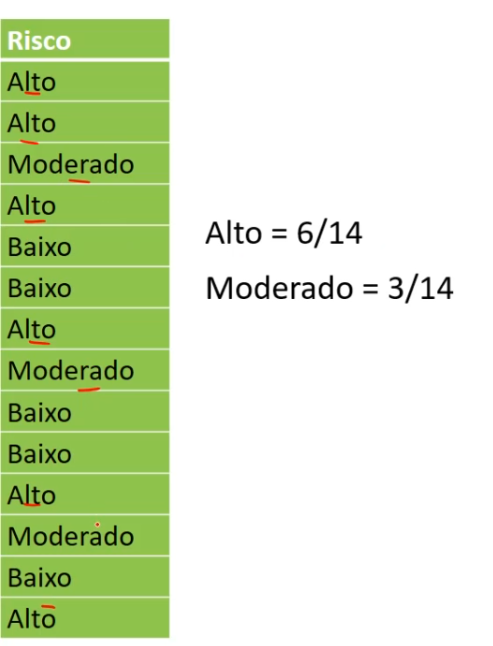 Risco
Alto
Alto
Moderado
Alto
Baixo
Baixo
Alto
Moderado
Baixo
Baixo
Alto
Moderado
Baixo
Alto
Alto = 6/14
Moderado = 3/14